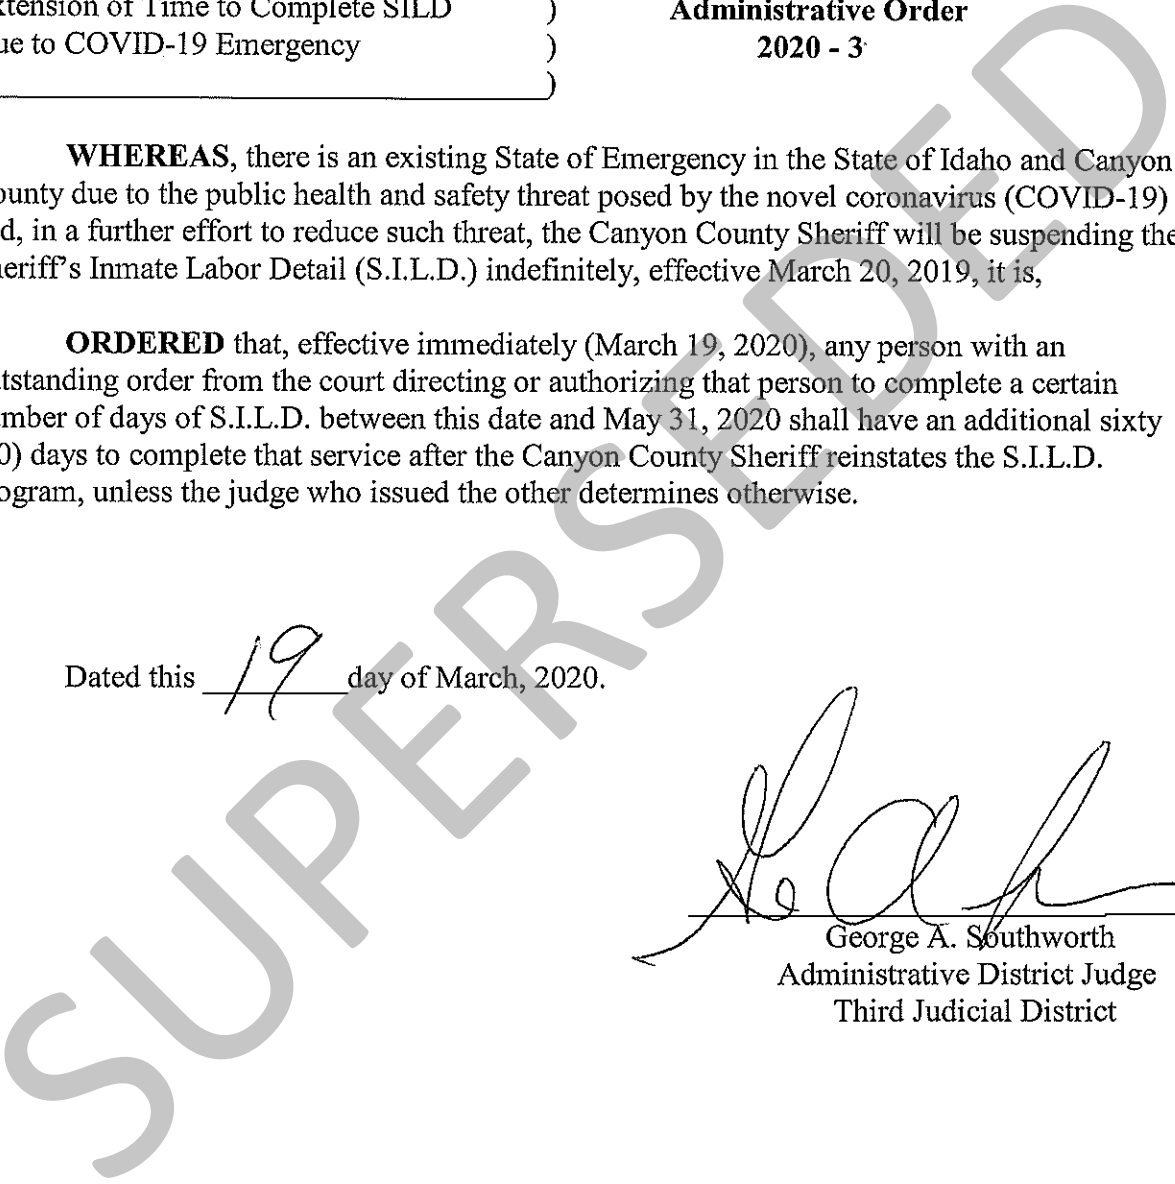 xtension of Time to Complete SILD ) Administrative Order
ue to COVID-19 Emergency ) 2020 - 3
)
WHEREAS, there is an existing State of Emergency in the State of Idaho and Canyon
ounty due to the public health and safety threat posed by the novel coronavirus (COVID-19)
d, in a further effort to reduce such threat, the Canyon County Sheriff will be suspending the
heriff's Inmate Labor Detail (S.I.L.D.) indefinitely, effective March 20, 2019, it is,
ORDERED that, effective immediately (March 19, 2020), any person with an
tstanding order from the court directing or authorizing that person to complete a certain
mber of days of S.I.L.D. between this date and May 31, 2020 shall have an additional sixty
0) days to complete that service after the Canyon County Sheriff reinstates the S.I.L.D.
ogram, unless the judge who issued the other determines otherwise.
Dated this 19 day of March, 2020.
George A. Southworth
Administrative District Judge
Third Judicial District
SUPERSEDED